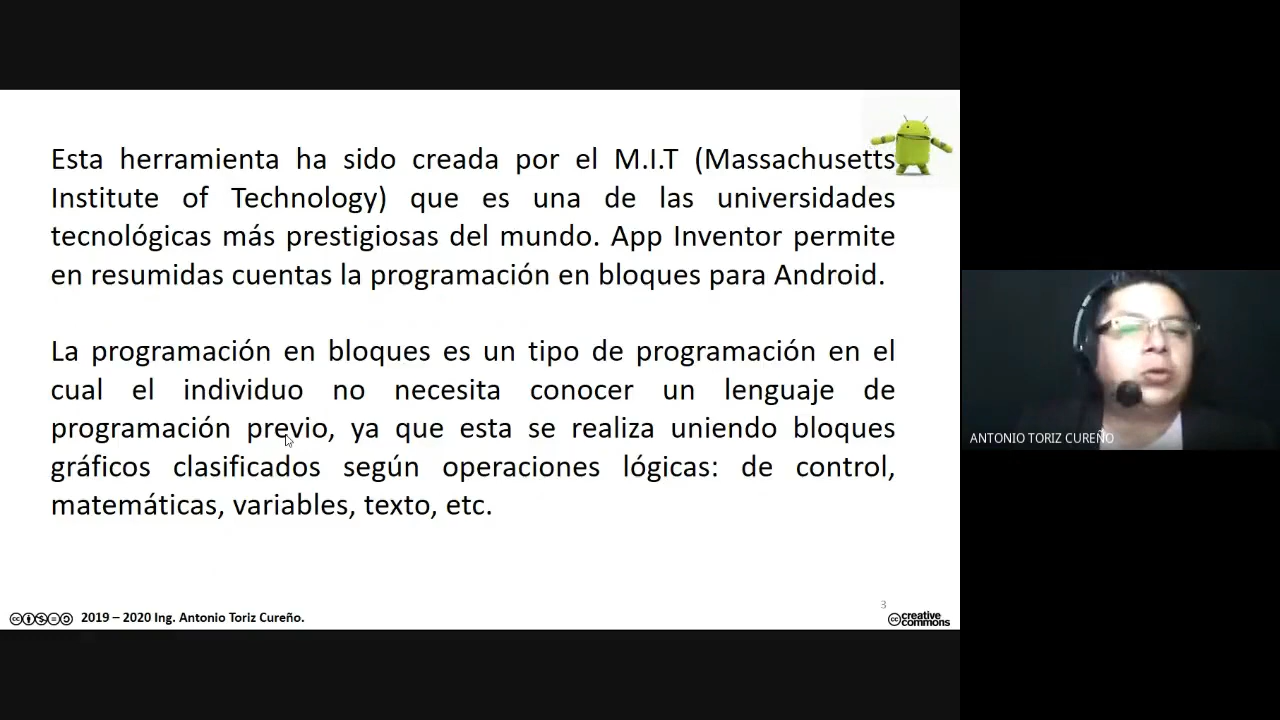 Esta herramienta ha sido creada por el M.I.T (Massachusetts
Institute of Technology) que es una de las universidades
tecnológicas más prestigiosas del mundo. App Inventor permite
en resumidas cuentas la programación en bloques para Android.
La programación en bloques es un tipo de programación en el
cual el individuo no necesita conocer un lenguaje de
programación previo, ya que esta se realiza uniendo bloques
gráficos clasificados según operaciones lógicas: de control,
matemáticas, variables, texto, etc.
ANTONIO TORIZ CUREÑO
3
2019 – 2020 Ing. Antonio Toriz Cureño.
cc creative
commons